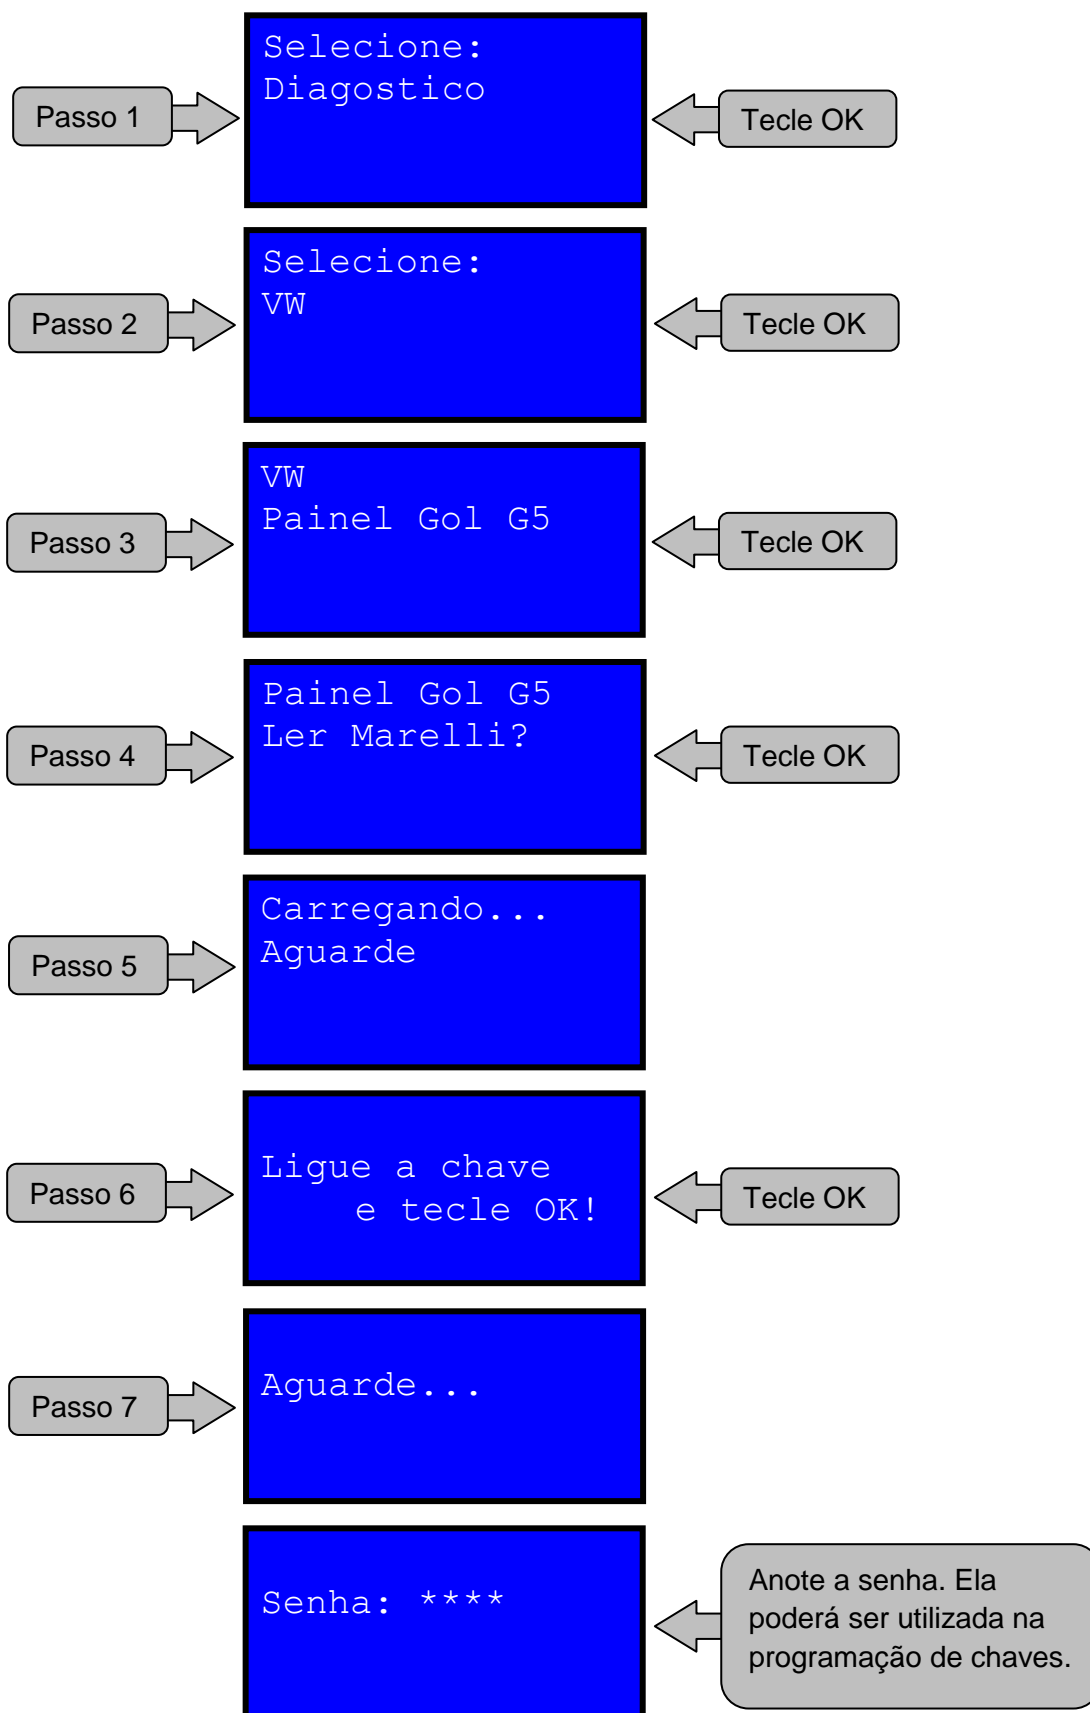 Selecione:
Diagostico
Passo 1
Tecle OK
Selecione:
VW
Passo 2
Tecle OK
VW
Painel Gol G5
Passo 3
Tecle OK
Painel Gol G5
Ler Marelli?
Passo 4
Tecle OK
Carregando...
Aguarde
Passo 5
Ligue a chave
e tecle OK!
Passo 6
Tecle OK
Aguarde...
Passo 7
Senha: ****
Anote a senha. Ela
poderá ser utilizada na
programação de chaves.